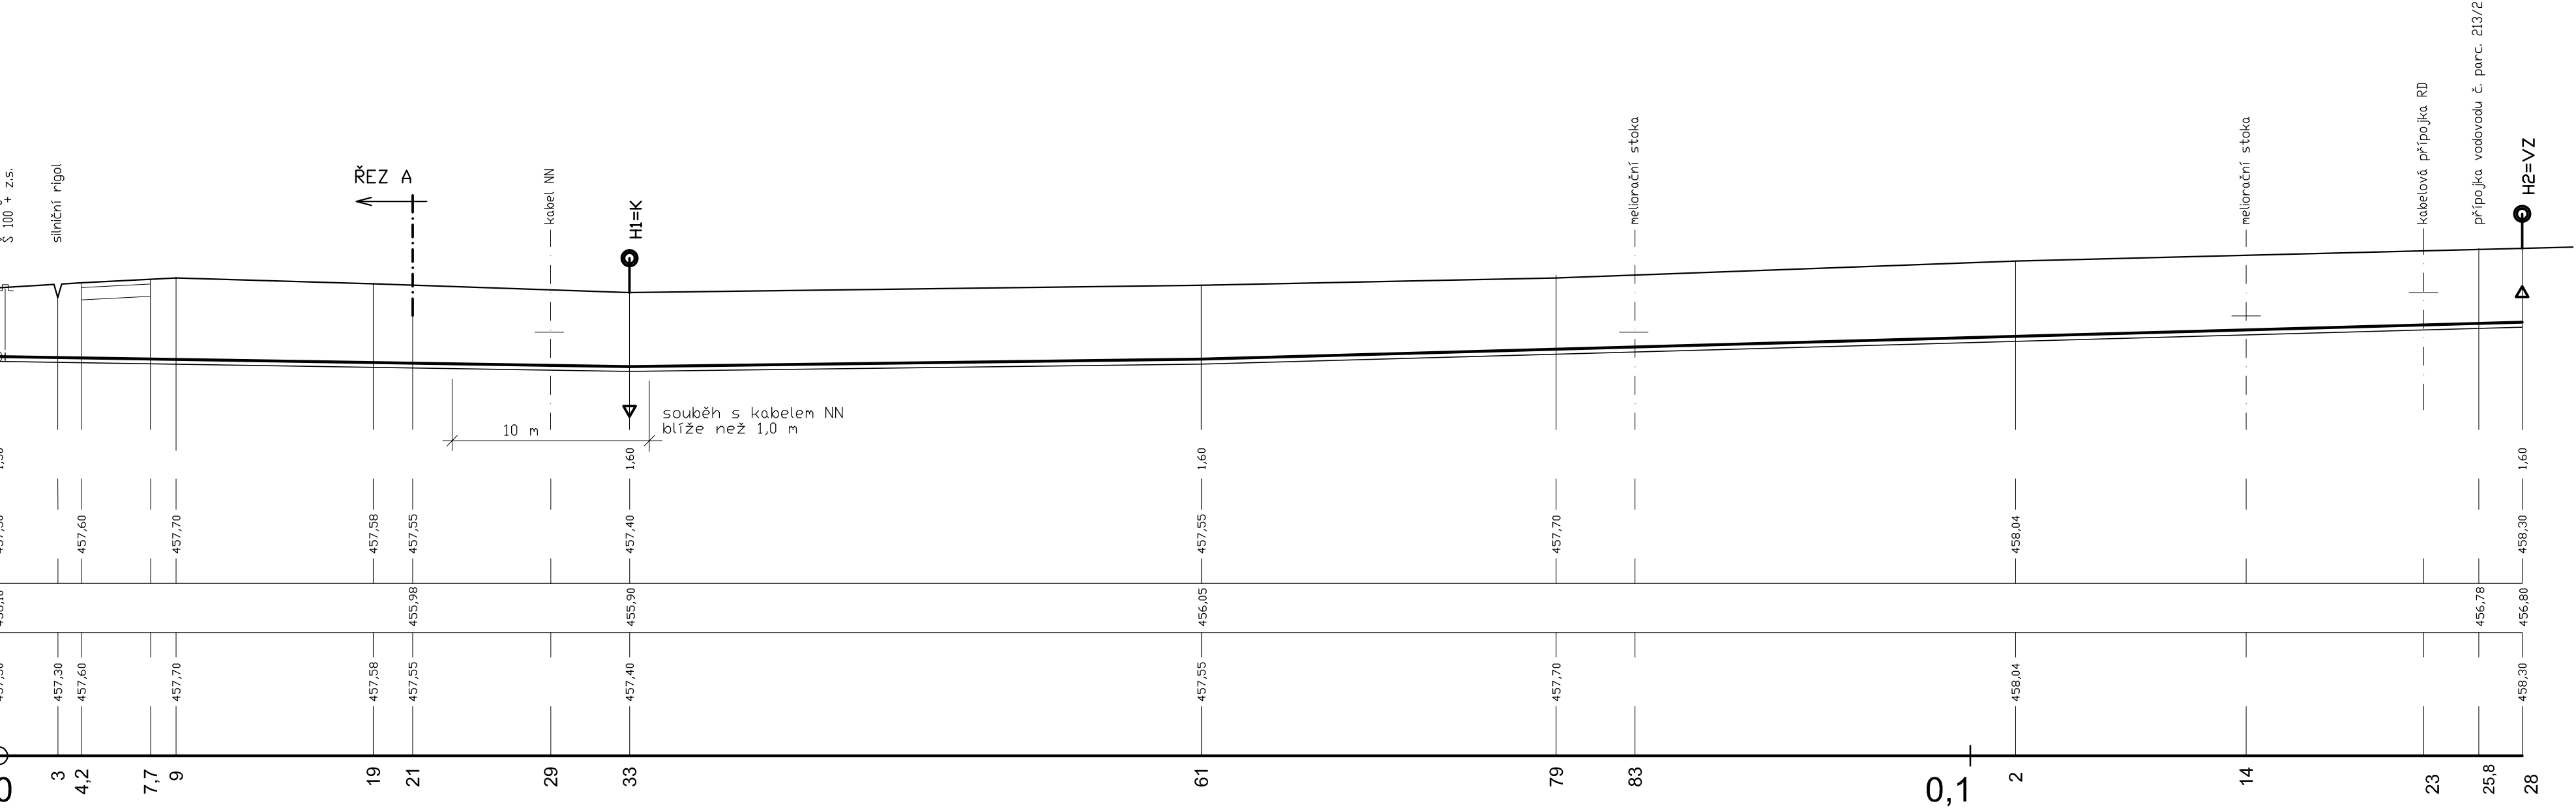 Š 100 + z.s.
silniční rigol
ŘEZ A
kabel NN
H1=K
meliorační stoka
meliorační stoka
kabelová přípojka RD
přípojka vodovodu č. parc. 213/2
H2=VZ
10 m
souběh s kabelem NN
blíže než 1,0 m
1,60 1,60 1,60
457,60 457,70 457,58 457,55 457,40 457,55 457,70 458,04 458,30
455,98 455,90 456,05 456,78 456,80
457,30 457,60 457,70 457,58 457,55 457,40 457,55 457,70 458,04 458,30
0 3 4,2 7,7 9 19 21 29 33 61 79 83 0,1 2 14 23 25,8 28